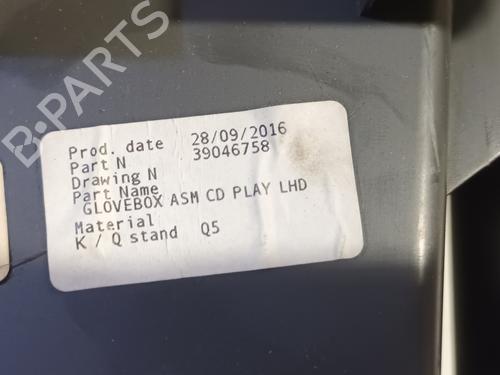 B-PARTS
Prod. date 28/09/2016
Part N 39046758
Drawing N
Part Name
GLOVEBOX ASM CD PLAY LHD
Material
K / Q stand Q5